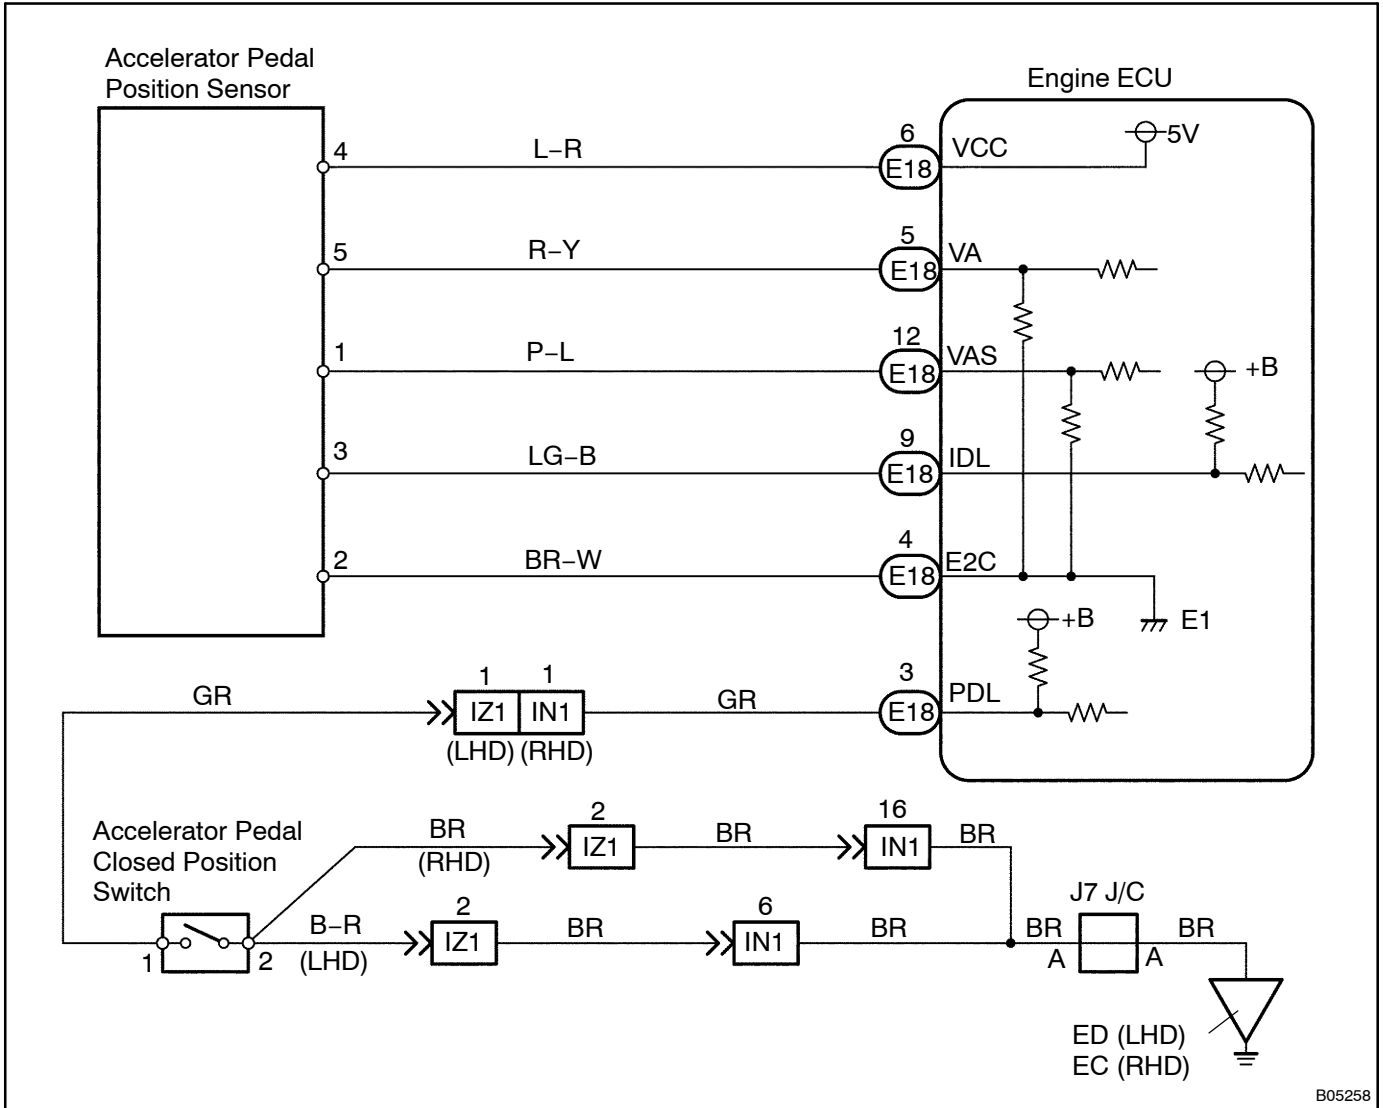 Accelerator Pedal
Position Sensor
Engine ECU
4
L–R
6
E18
VCC
5V
5
R–Y
5
E18
VA
1
P–L
12
E18
VAS
+B
3
LG–B
9
E18
IDL
2
BR–W
4
E18
E2C
+B
E1
GR
1
1
IZ1
IN1
(LHD)
(RHD)
GR
3
E18
PDL
Accelerator Pedal
Closed Position
Switch
BR
(RHD)
2
IZ1
BR
16
IN1
BR
1
2
B–R
(LHD)
2
IZ1
BR
6
IN1
BR
BR
A
J7 J/C
A
BR
ED (LHD)
EC (RHD)
B05258